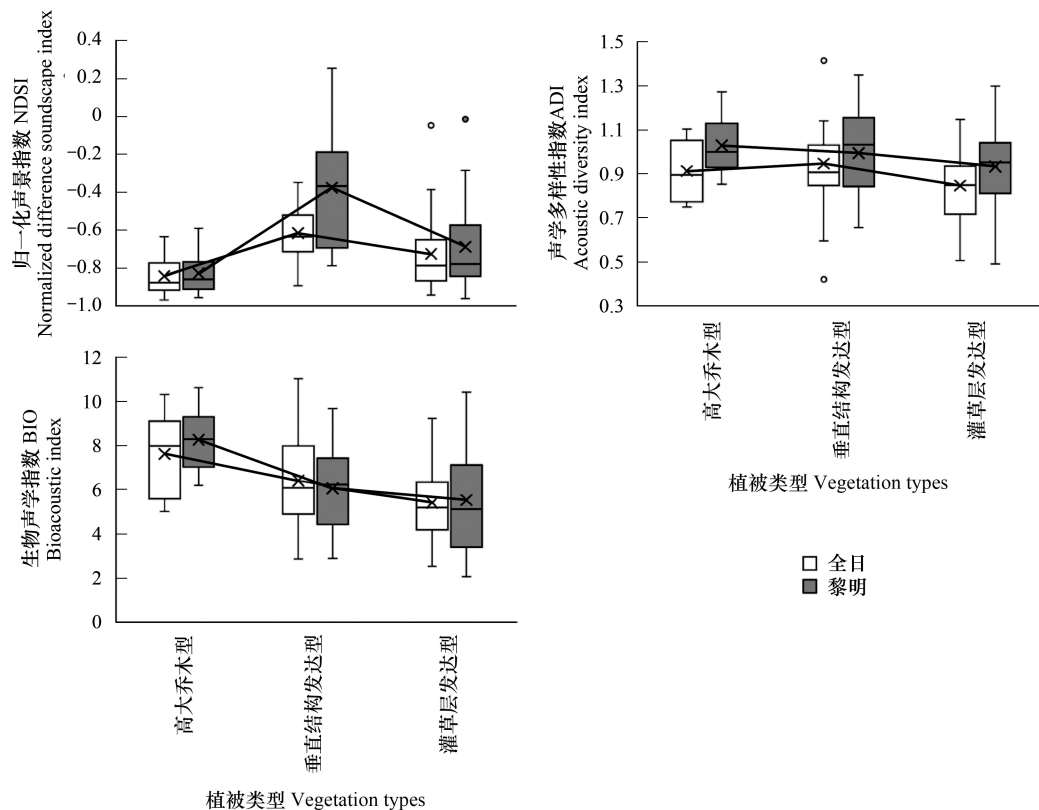 归一化声景指数 NDSI
Normalized difference soundscape index
0.4
0.2
0
−0.2
−0.4
−0.6
−0.8
−1.0
声学多样性指数ADI
Acoustic diversity index
1.5
1.3
1.1
0.9
0.7
0.5
0.3
高大乔木型
垂直结构发达型
灌草层发达型
植被类型 Vegetation types
生物声学指数 BIO
Bioacoustic index
12
10
8
6
4
2
0
高大乔木型
垂直结构发达型
灌草层发达型
植被类型 Vegetation types
全日
黎明